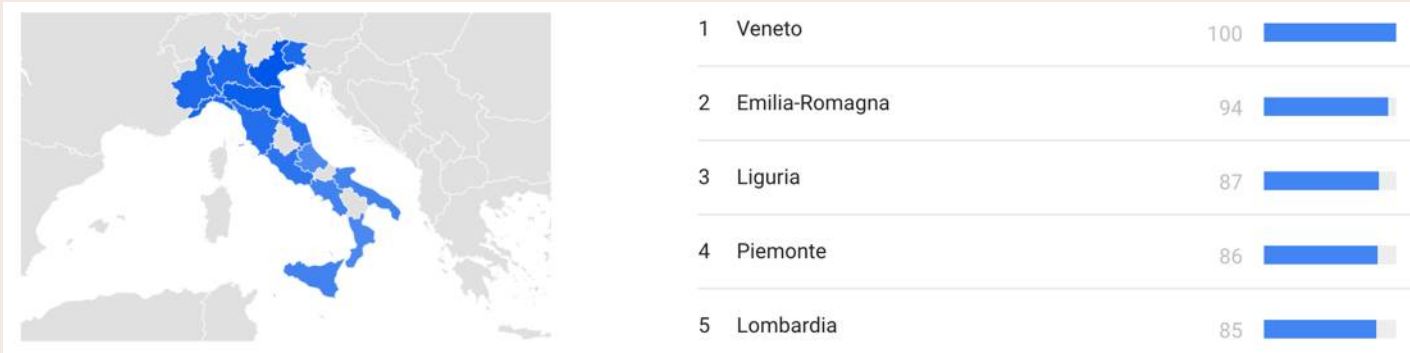 1 Veneto 100
2 Emilia-Romagna 94
3 Liguria 87
4 Piemonte 86
5 Lombardia 85